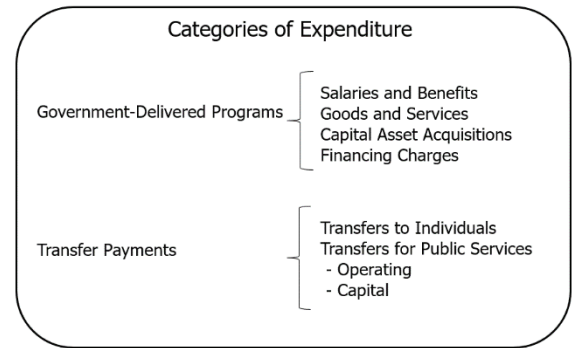 Categories of Expenditure
Government-Delivered Programs
Salaries and Benefits
Goods and Services
Capital Asset Acquisitions
Financing Charges
Transfer Payments
Transfers to Individuals
Transfers for Public Services
- Operating
- Capital